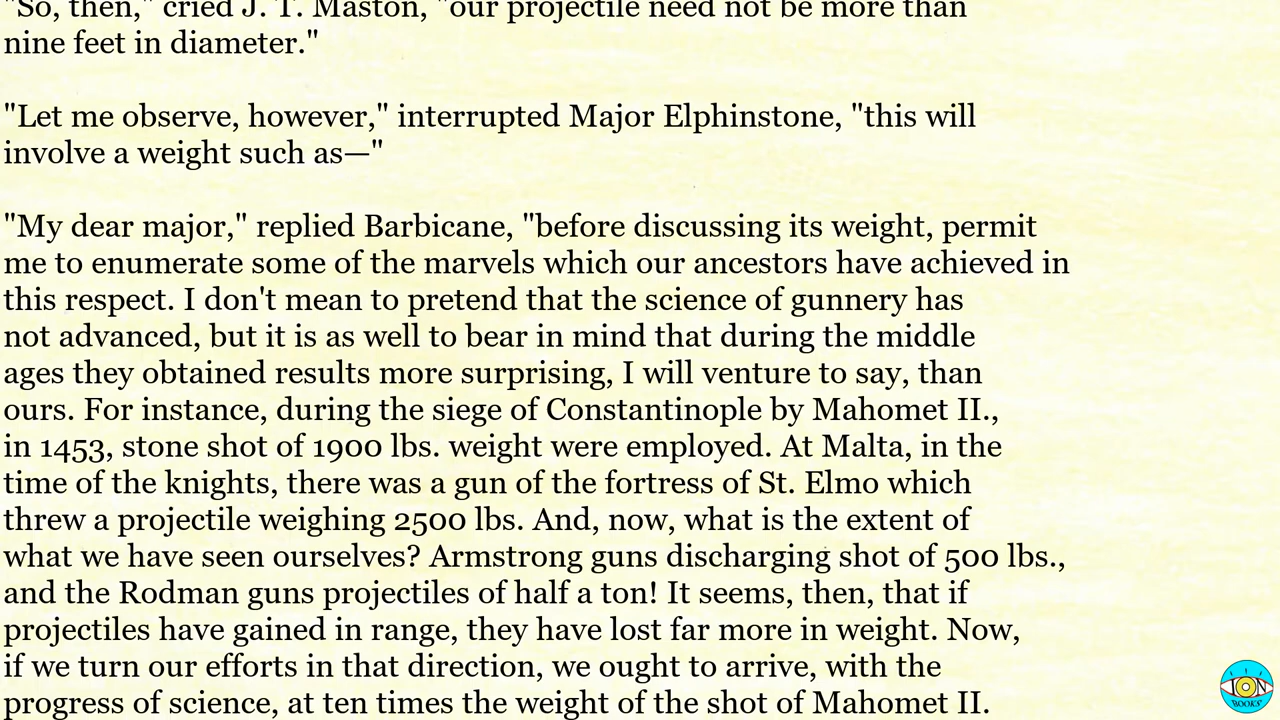 "So, then," cried J. T. Maston, "our projectile need not be more than
nine feet in diameter."
"Let me observe, however," interrupted Major Elphinstone, "this will
involve a weight such as—"
"My dear major," replied Barbicane, "before discussing its weight, permit
me to enumerate some of the marvels which our ancestors have achieved in
this respect. I don't mean to pretend that the science of gunnery has
not advanced, but it is as well to bear in mind that during the middle
ages they obtained results more surprising, I will venture to say, than
ours. For instance, during the siege of Constantinople by Mahomet II.,
in 1453, stone shot of 1900 lbs. weight were employed. At Malta, in the
time of the knights, there was a gun of the fortress of St. Elmo which
threw a projectile weighing 2500 lbs. And, now, what is the extent of
what we have seen ourselves? Armstrong guns discharging shot of 500 lbs.,
and the Rodman guns projectiles of half a ton! It seems, then, that if
projectiles have gained in range, they have lost far more in weight. Now,
if we turn our efforts in that direction, we ought to arrive, with the
progress of science, at ten times the weight of the shot of Mahomet II.
ION
BOOKS